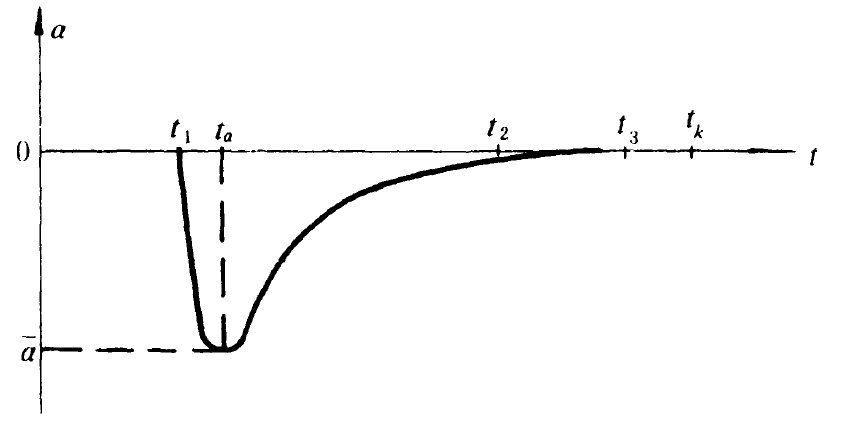 a
t₁ tₐ t₂ t₃ tₖ
0 t
ā